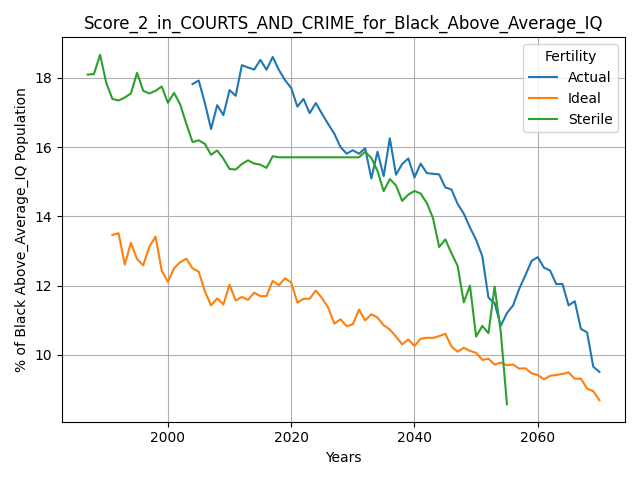 Score_2_in_COURTS_AND_CRIME_for_Black_Above_Average_IQ
% of Black Above_Average_IQ Population
18
16
14
12
10
Fertility
Actual
Ideal
Sterile
2000
2020
2040
2060
Years